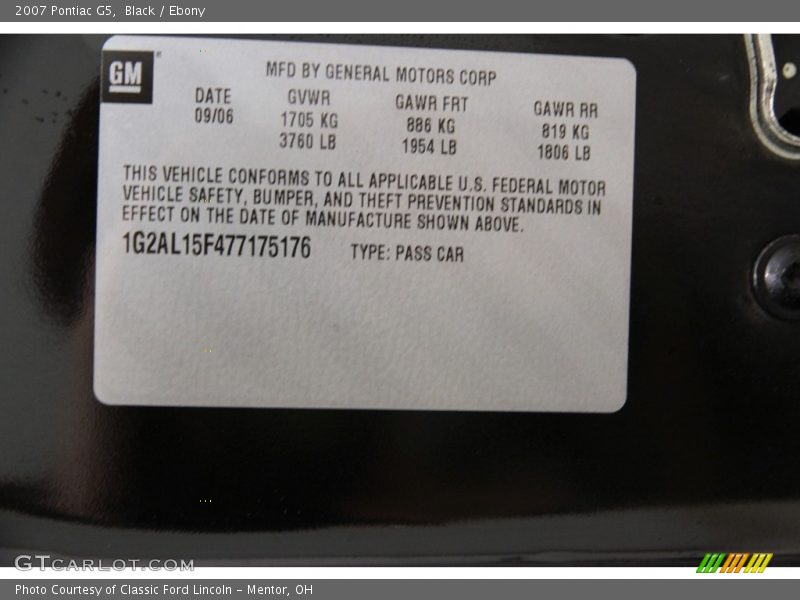 2007 Pontiac G5, Black / Ebony
GM
MFD BY GENERAL MOTORS CORP
DATE GVWR GAWR FRT GAWR RR
09/06 1705 KG 886 KG 819 KG
3760 LB 1954 LB 1806 LB
THIS VEHICLE CONFORMS TO ALL APPLICABLE U.S. FEDERAL MOTOR
VEHICLE SAFETY, BUMPER, AND THEFT PREVENTION STANDARDS IN
EFFECT ON THE DATE OF MANUFACTURE SHOWN ABOVE.
1G2AL15F477175176 TYPE: PASS CAR
GTCARLOT.COM
Photo Courtesy of Classic Ford Lincoln - Mentor, OH